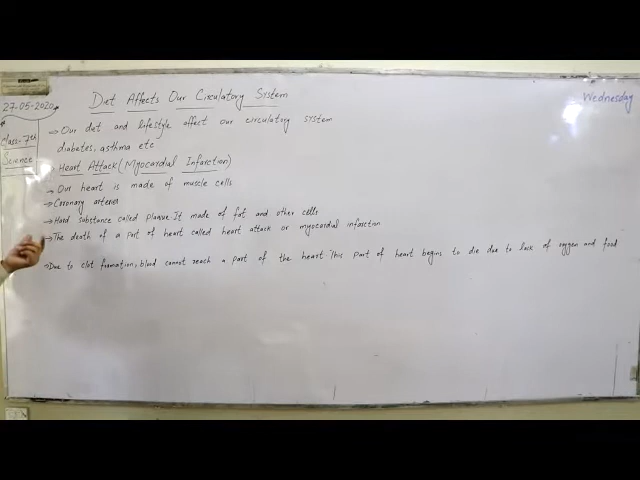 27-05-2020
Wednesday
Class- 7th
Science
Diet Affects Our Circulatory System
→ Our diet and lifestyle affect our circulatory system
diabetes, asthma etc
Heart Attack (Myocardial Infarction)
→ Our heart is made of muscle cells
→ Coronary arteries
→ Hard substance called plaque. It made of fat and other cells
→ The death of a part of heart called heart attack or myocardial infarction
→ Due to clot formation, blood cannot reach a part of the heart This part of heart begins to die due to lack of oxygen and food